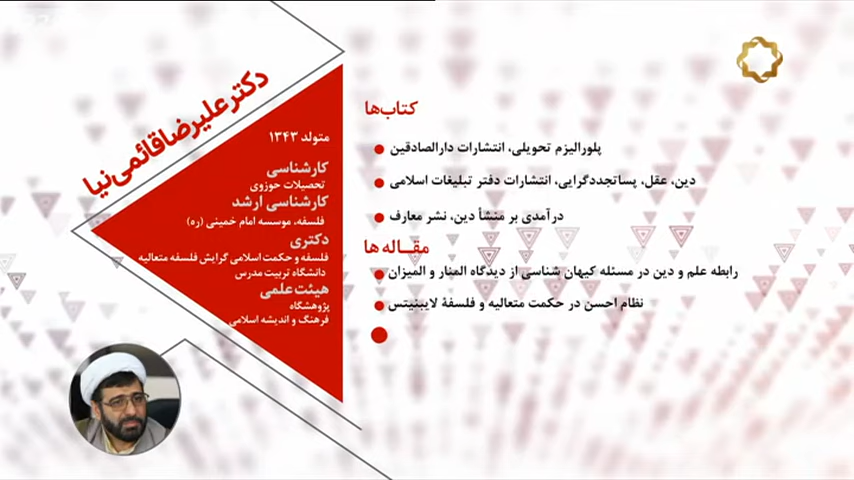 دکتر علیرضا قائمی‌نیا
متولد ۱۳۴۳
کارشناسی
تحصیلات حوزوی
کارشناسی ارشد
فلسفه، موسسه امام خمینی (ره)
دکتری
فلسفه و حکمت اسلامی گرایش فلسفه متعالیه
دانشگاه تربیت مدرس
هیئت علمی
پژوهشگاه
فرهنگ و اندیشه اسلامی
کتاب‌ها
پلورالیزم تحویلی، انتشارات دارالصادقین
دین، عقل، پساتجددگرایی، انتشارات دفتر تبلیغات اسلامی
درآمدی بر منشأ دین، نشر معارف
مقـــاله ها
رابطه علم و دین در مسئله کیهان شناسی از دیدگاه المنار و المیزان
نظام احسن در حکمت متعالیه و فلسفهٔ لایبنیتس